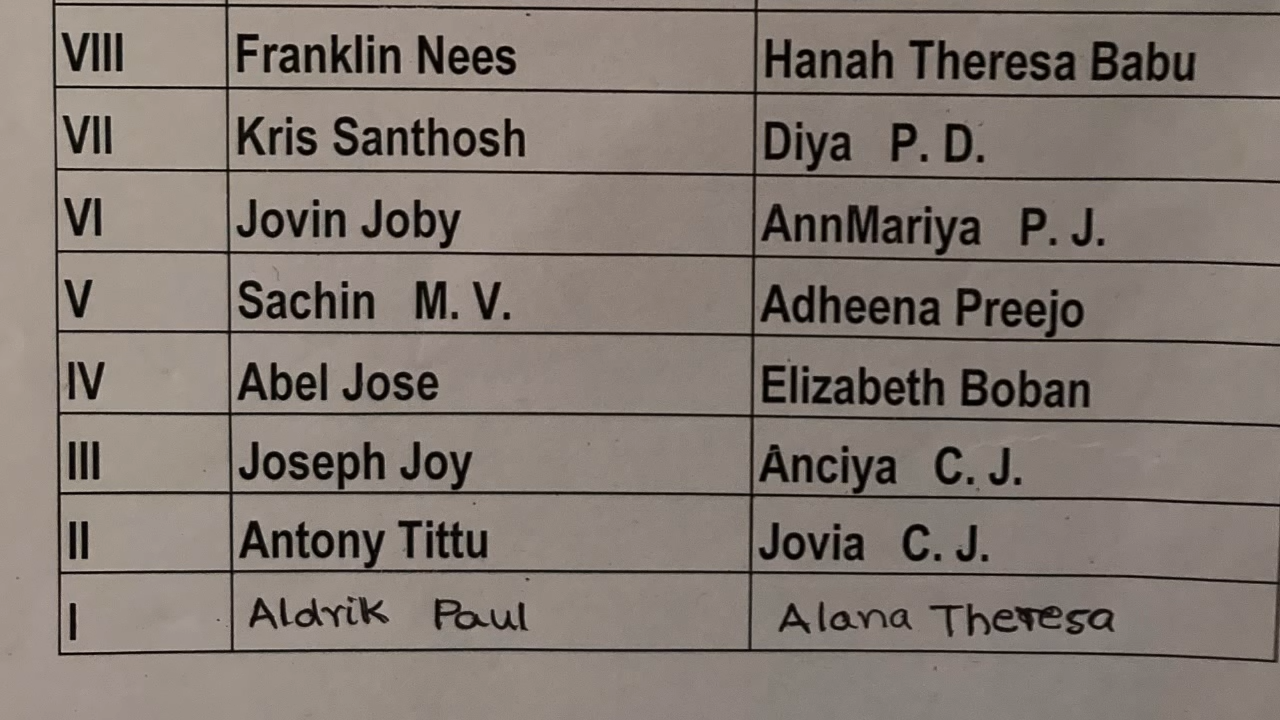 VIII Franklin Nees Hanah Theresa Babu
VII Kris Santhosh Diya P. D.
VI Jovin Joby AnnMariya P. J.
V Sachin M. V. Adheena Preejo
IV Abel Jose Elizabeth Boban
III Joseph Joy Anciya C. J.
II Antony Tittu Jovia C. J.
I Aldrik Paul Alana Theresa